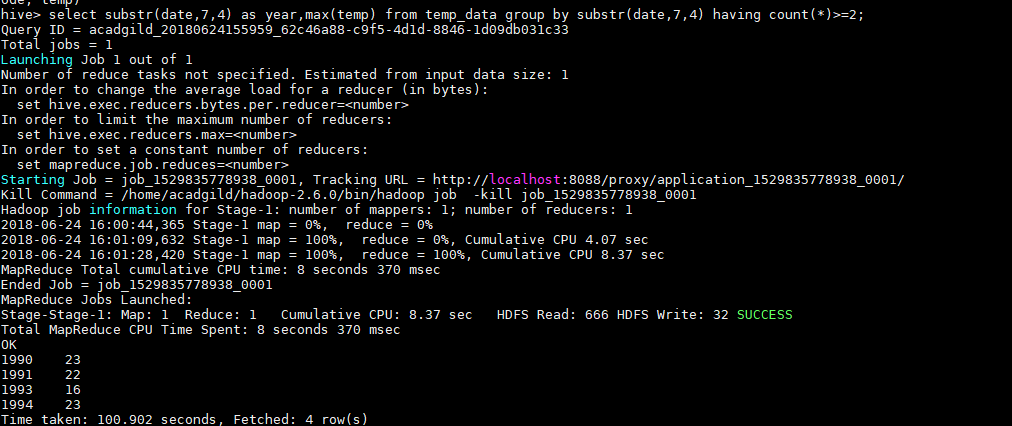 ode, temp)
hive> select substr(date,7,4) as year,max(temp) from temp_data group by substr(date,7,4) having count(*)>=2;
Query ID = acadgild_20180624155959_62c46a88-c9f5-4d1d-8846-1d09db031c33
Total jobs = 1
Launching Job 1 out of 1
Number of reduce tasks not specified. Estimated from input data size: 1
In order to change the average load for a reducer (in bytes):
  set hive.exec.reducers.bytes.per.reducer=<number>
In order to limit the maximum number of reducers:
  set hive.exec.reducers.max=<number>
In order to set a constant number of reducers:
  set mapreduce.job.reduces=<number>
Starting Job = job_1529835778938_0001, Tracking URL = http://localhost:8088/proxy/application_1529835778938_0001/
Kill Command = /home/acadgild/hadoop-2.6.0/bin/hadoop job  -kill job_1529835778938_0001
Hadoop job information for Stage-1: number of mappers: 1; number of reducers: 1
2018-06-24 16:00:44,365 Stage-1 map = 0%,  reduce = 0%
2018-06-24 16:01:09,632 Stage-1 map = 100%,  reduce = 0%, Cumulative CPU 4.07 sec
2018-06-24 16:01:28,420 Stage-1 map = 100%,  reduce = 100%, Cumulative CPU 8.37 sec
MapReduce Total cumulative CPU time: 8 seconds 370 msec
Ended Job = job_1529835778938_0001
MapReduce Jobs Launched:
Stage-Stage-1: Map: 1  Reduce: 1   Cumulative CPU: 8.37 sec   HDFS Read: 666 HDFS Write: 32 SUCCESS
Total MapReduce CPU Time Spent: 8 seconds 370 msec
OK
1990    23
1991    22
1993    16
1994    23
Time taken: 100.902 seconds, Fetched: 4 row(s)